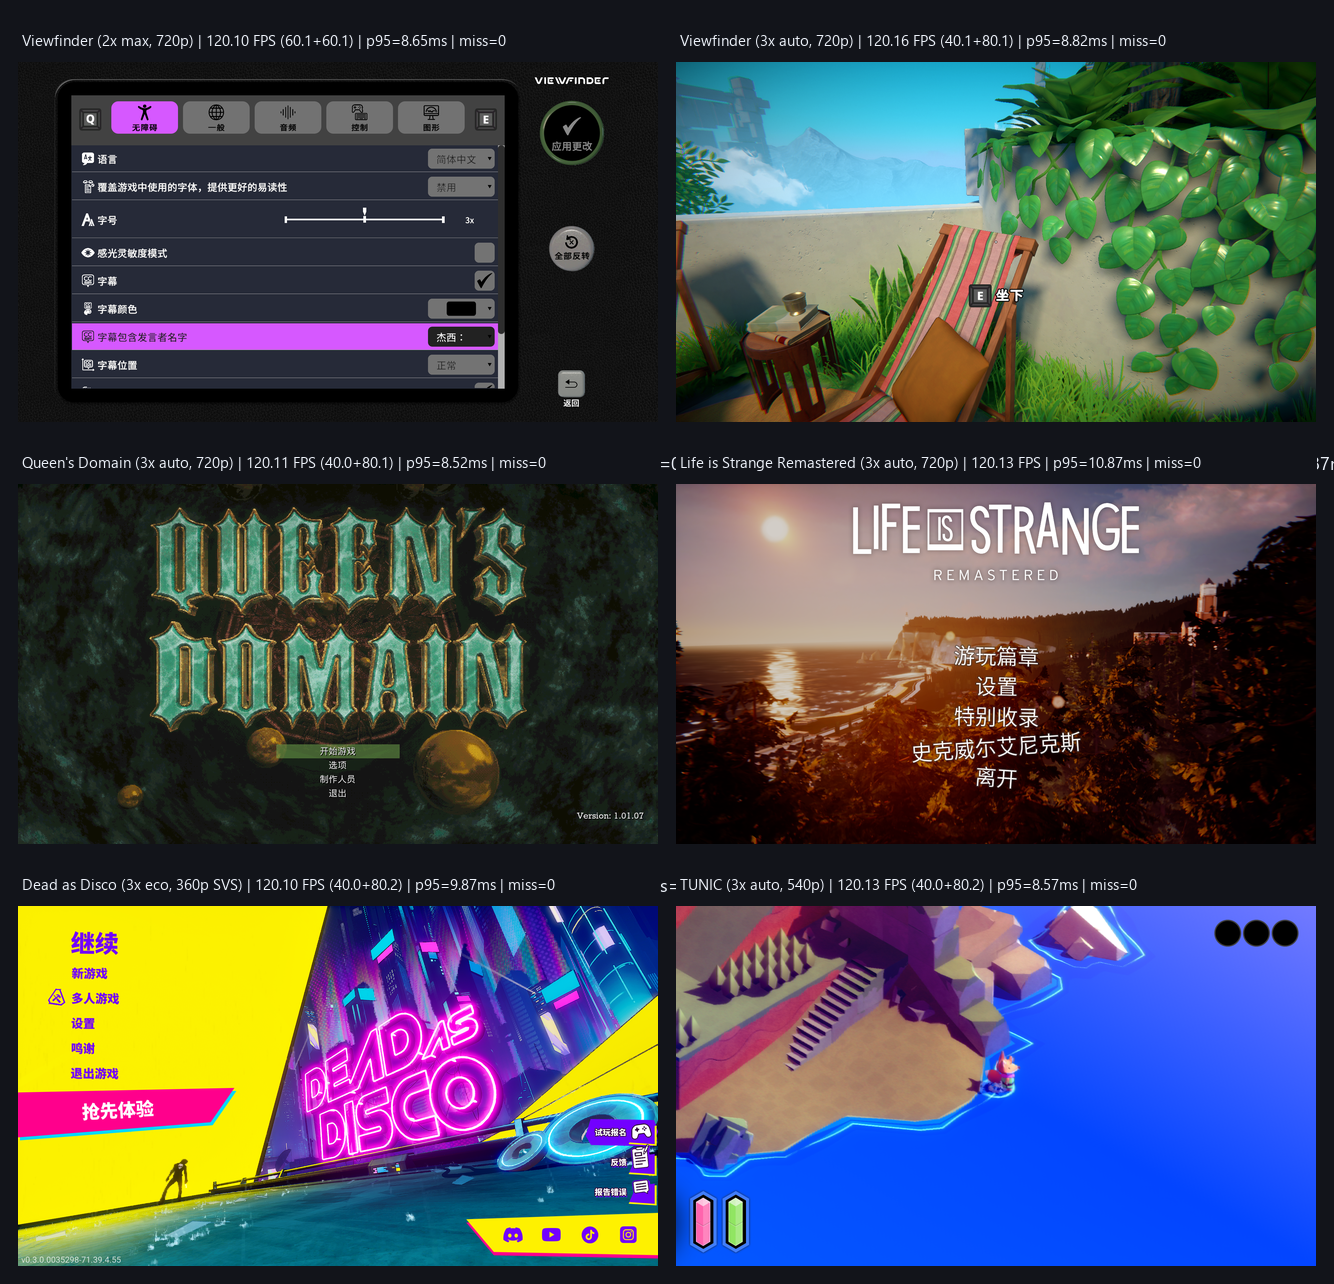 Viewfinder (2x max, 720p) | 120.10 FPS (60.1+60.1) | p95=8.65ms | miss=0
VIEWFINDER
Q
无障碍
一般
音频
控制
图形
E
应用更改
语言
简体中文
覆盖游戏中使用的字体，提供更好的易读性
禁用
字号
3x
感光灵敏度模式
全部反转
字幕
字幕颜色
字幕包含发言者名字
杰西：
字幕位置
正常
返回
Viewfinder (3x auto, 720p) | 120.16 FPS (40.1+80.1) | p95=8.82ms | miss=0
E 坐下
Queen's Domain (3x auto, 720p) | 120.11 FPS (40.0+80.1) | p95=8.52ms | miss=0
QUEEN'S
DOMAIN
开始游戏
选项
制作人员
退出
Version: 1.01.07
Life is Strange Remastered (3x auto, 720p) | 120.13 FPS | p95=10.87ms | miss=0
LIFE IS STRANGE
REMASTERED
游玩篇章
设置
特别收录
史克威尔艾尼克斯
离开
Dead as Disco (3x eco, 360p SVS) | 120.10 FPS (40.0+80.2) | p95=9.87ms | miss=0
继续
新游戏
多人游戏
设置
鸣谢
退出游戏
抢先体验
DEAD AS
DISCO
试玩报名
反馈
报告错误
v0.3.0.0035298-71.39.4.55
TUNIC (3x auto, 540p) | 120.13 FPS (40.0+80.2) | p95=8.57ms | miss=0